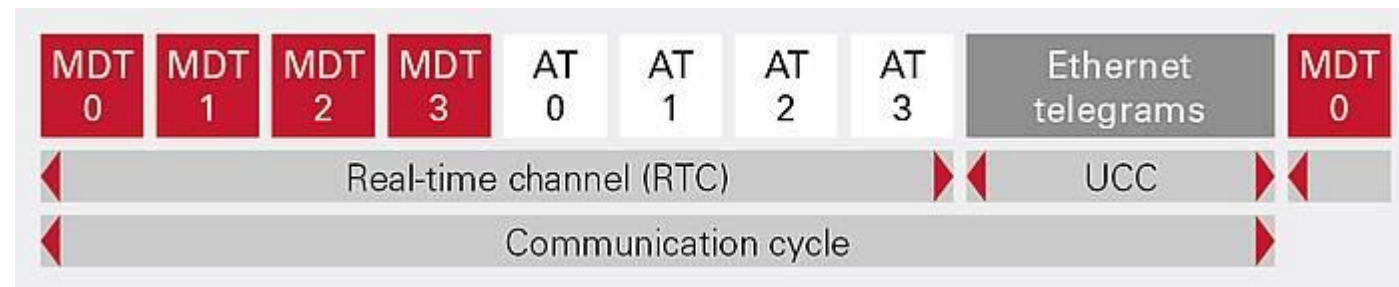 MDT MDT MDT MDT AT AT AT AT Ethernet MDT
0 1 2 3 0 1 2 3 telegrams 0
Real-time channel (RTC) UCC
Communication cycle